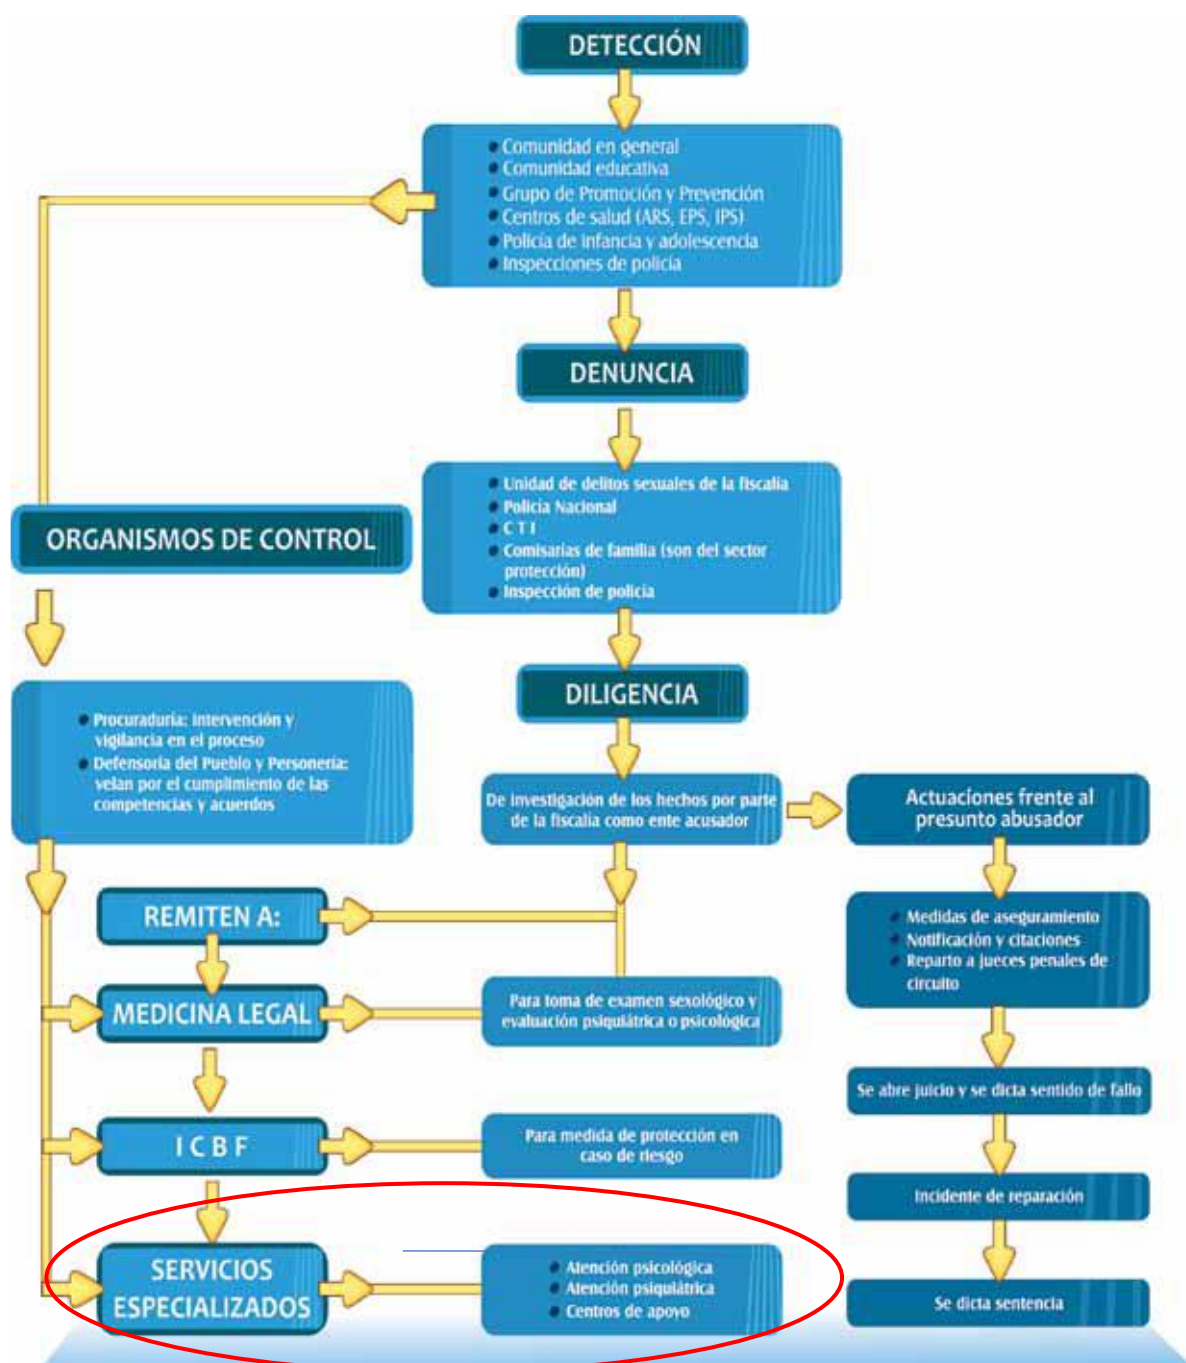 DETECCIÓN
Comunidad en general
Comunidad educativa
Grupo de Promoción y Prevención
Centros de salud (ARS, EPS, IPS)
Policía de infancia y adolescencia
Inspecciones de policía
DENUNCIA
Unidad de delitos sexuales de la fiscalía
Policía Nacional
C T I
Comisarías de familia (son del sector
protección)
Inspección de policía
ORGANISMOS DE CONTROL
Procuraduría: intervención y
vigilancia en el proceso
Defensoría del Pueblo y Personería:
velan por el cumplimiento de las
competencias y acuerdos
DILIGENCIA
De investigación de los hechos por parte
de la fiscalía como ente acusador
Actuaciones frente al
presunto abusador
Medidas de aseguramiento
Notificación y citaciones
Reparto a jueces penales de
circuito
Se abre juicio y se dicta sentido de fallo
Incidente de reparación
Se dicta sentencia
REMITEN A:
MEDICINA LEGAL
Para toma de examen sexológico y
evaluación psiquiátrica o psicológica
I C B F
Para medida de protección en
caso de riesgo
SERVICIOS
ESPECIALIZADOS
Atención psicológica
Atención psiquiátrica
Centros de apoyo